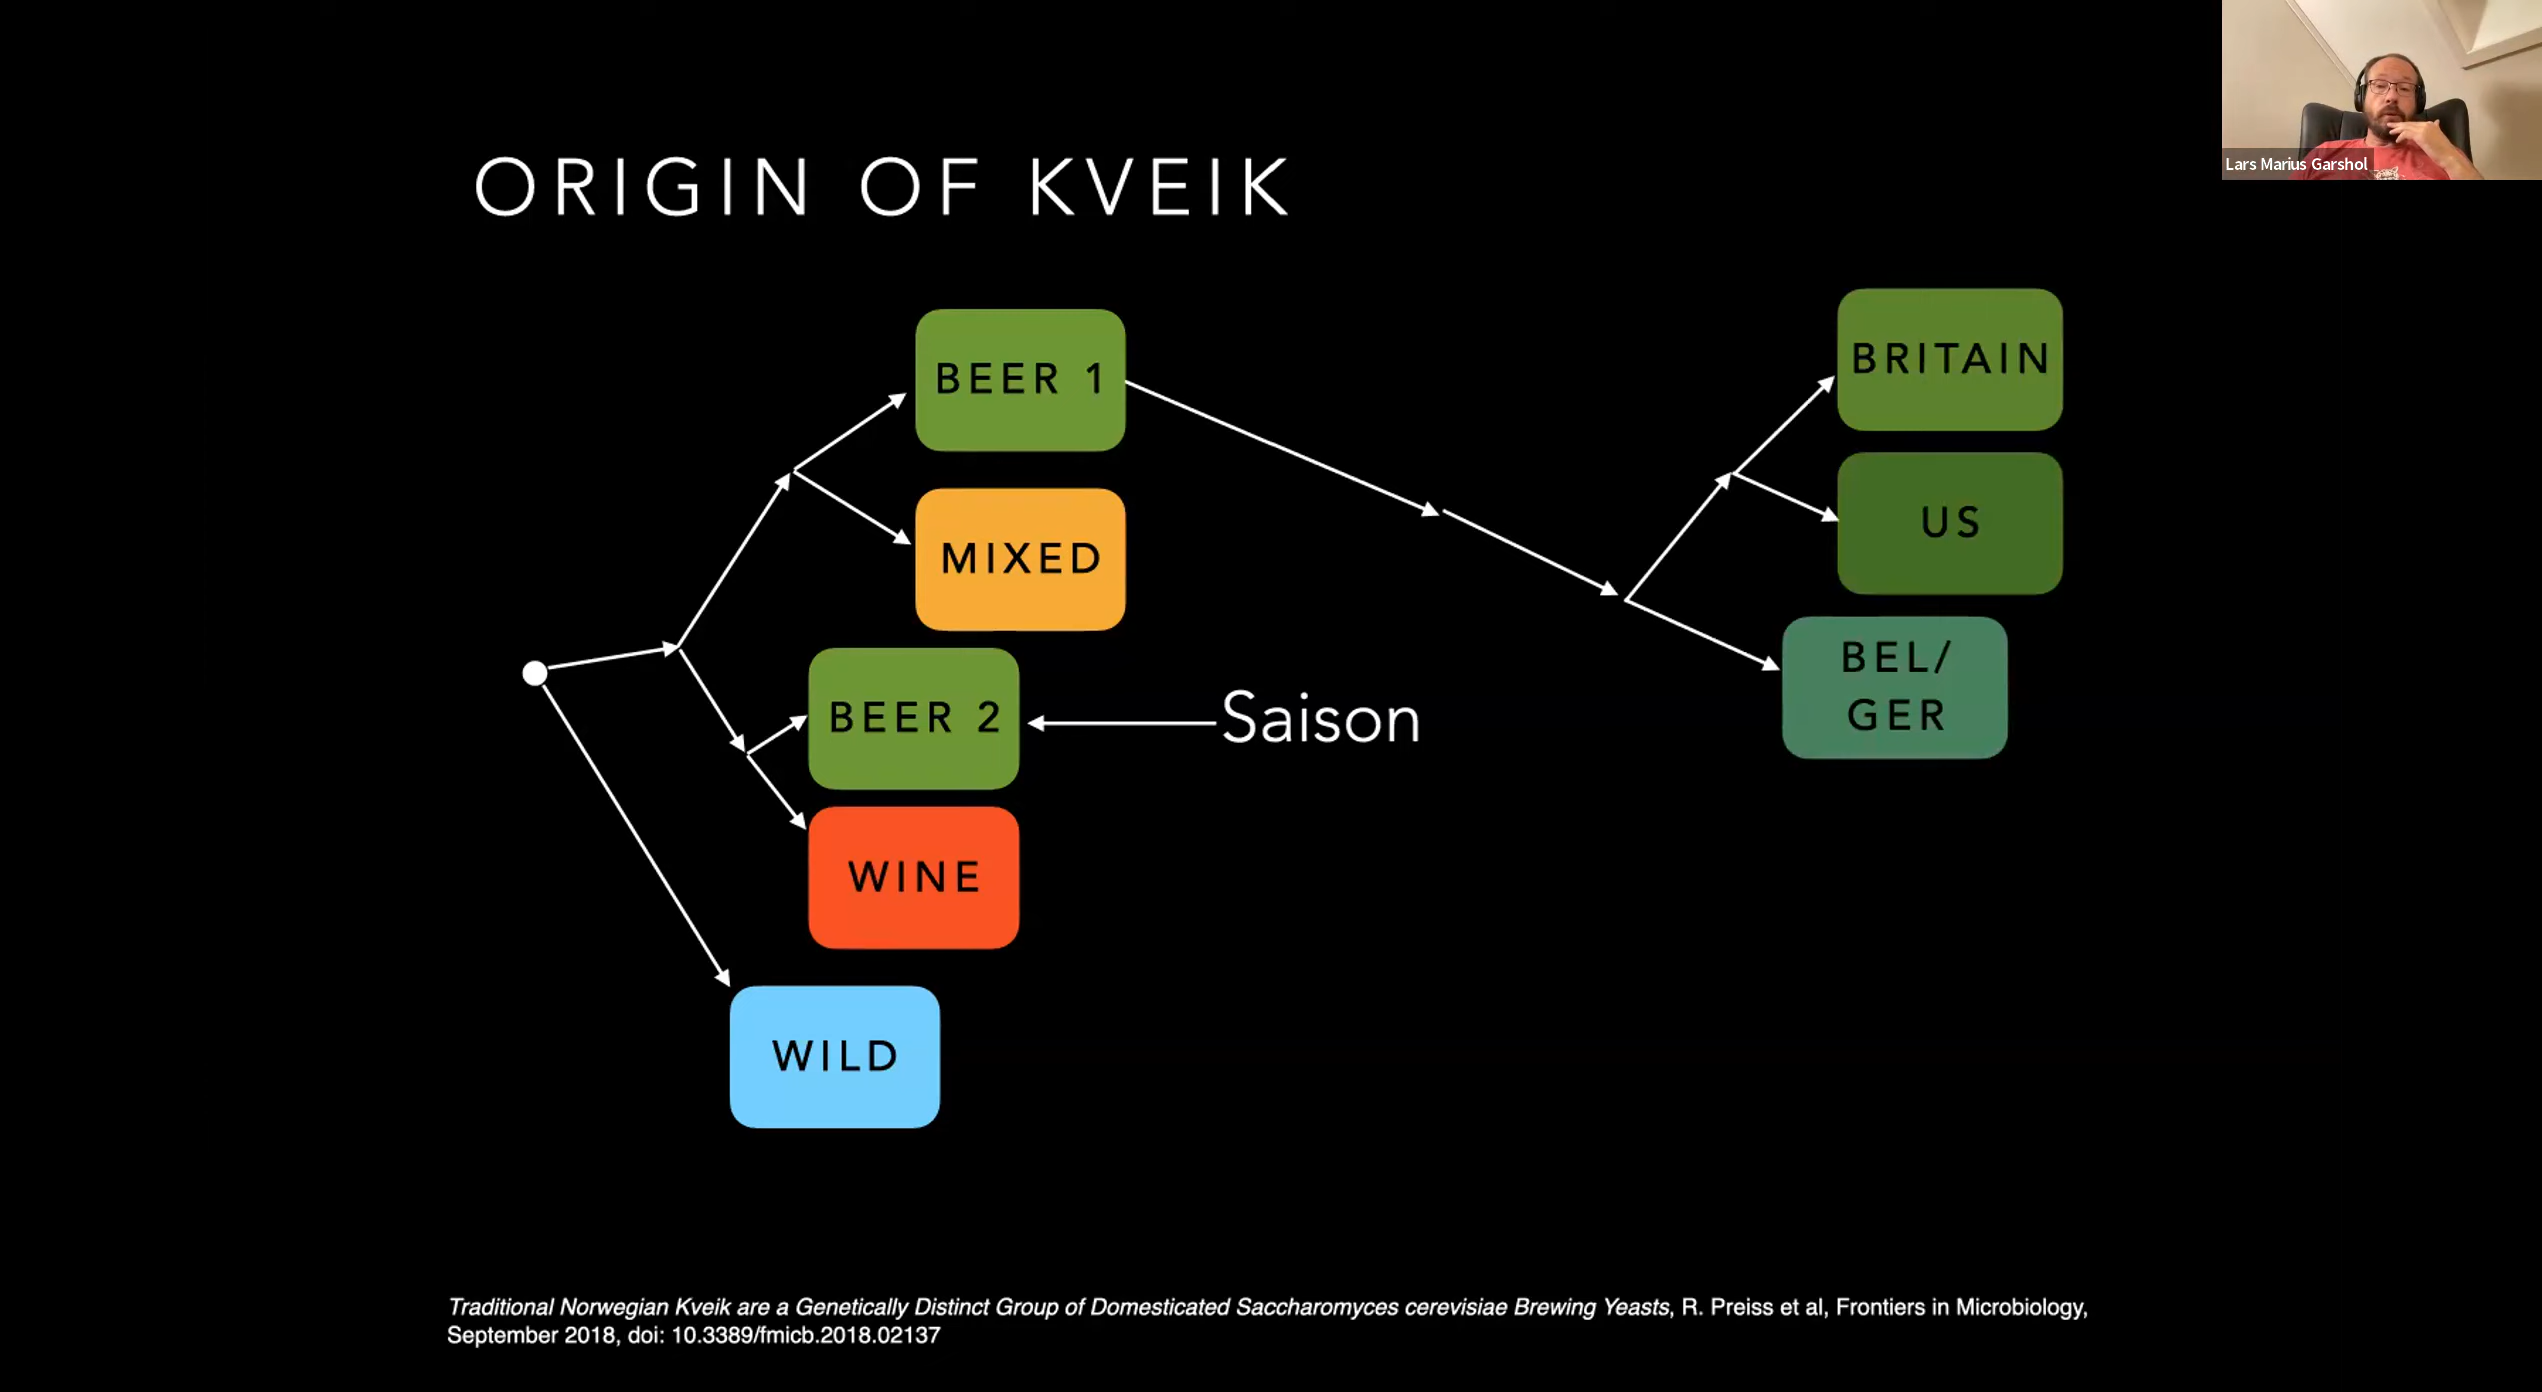 Lars Marius Garshol
ORIGIN OF KVEIK
BEER 1
MIXED
BEER 2
WINE
WILD
Saison
BRITAIN
US
BEL/
GER
Traditional Norwegian Kveik are a Genetically Distinct Group of Domesticated Saccharomyces cerevisiae Brewing Yeasts, R. Preiss et al, Frontiers in Microbiology,
September 2018, doi: 10.3389/fmicb.2018.02137